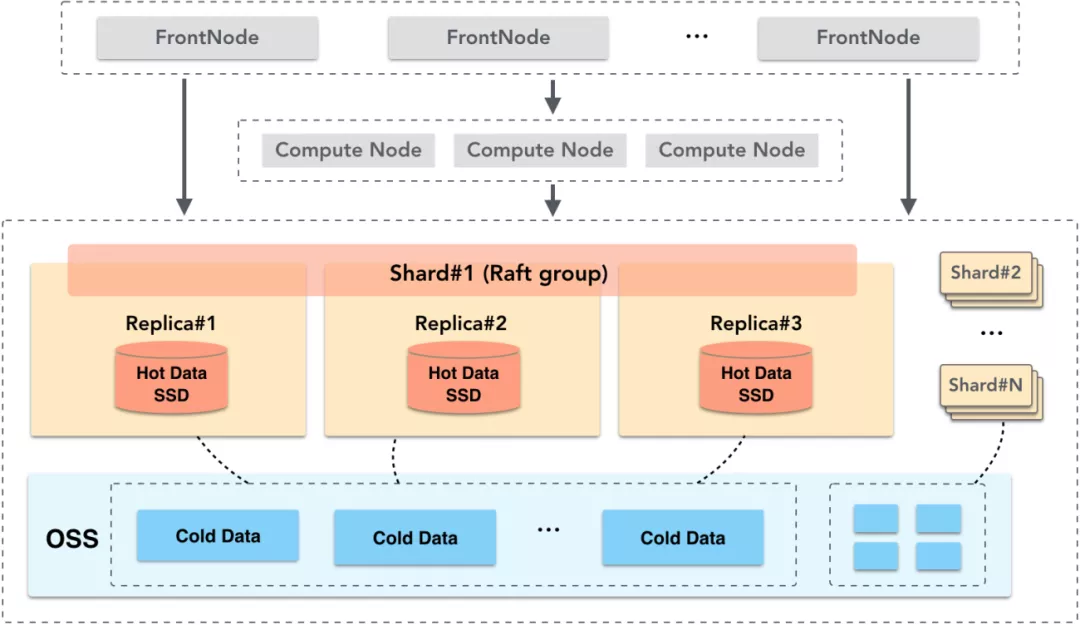 FrontNode
FrontNode
...
FrontNode
Compute Node
Compute Node
Compute Node
Shard#1 (Raft group)
Shard#2
Replica#1
Replica#2
Replica#3
...
Hot Data
SSD
Hot Data
SSD
Hot Data
SSD
Shard#N
OSS
Cold Data
Cold Data
...
Cold Data